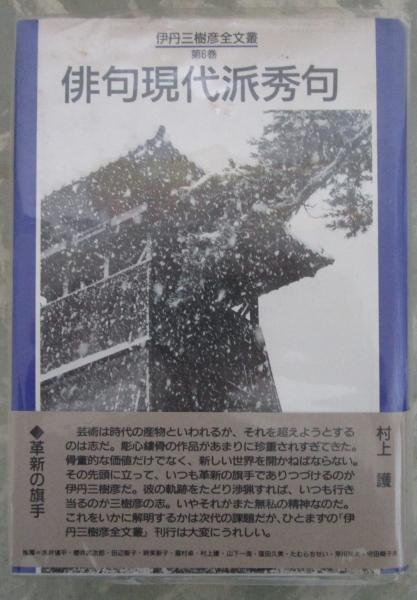 伊丹三樹彦全文叢
第6巻
俳句現代派秀句
村上 護
芸術は時代の産物といわれるか、それを超えようとする
のは志だ。彫心鏤骨の作品があまりに珍重されすぎてきた。
骨董的な価値だけでなく、新しい世界を開かねばならない。
その先頭に立って、いつも革新の旗手でありつづけるのが
伊丹三樹彦だ。彼の軌跡をたどり渉猟すれば、いつも行き
当るのが三樹彦の志。いやそれがまた無私の精神なのだ。
これをいかに解明するかは次代の課題だが、ひとまずの「伊
丹三樹彦全文叢」刊行は大変にうれしい。
◆革新の旗手